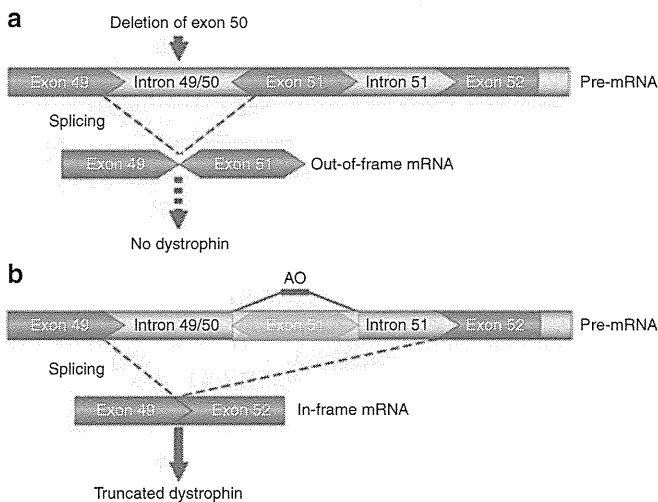 a
Deletion of exon 50
Exon 49 Intron 49/50 Exon 51 Intron 51 Exon 52 Pre-mRNA
Splicing
Exon 49 Exon 51 Out-of-frame mRNA
No dystrophin
b
AO
Exon 49 Intron 49/50 Exon 51 Intron 51 Exon 52 Pre-mRNA
Splicing
Exon 49 Exon 52 In-frame mRNA
Truncated dystrophin